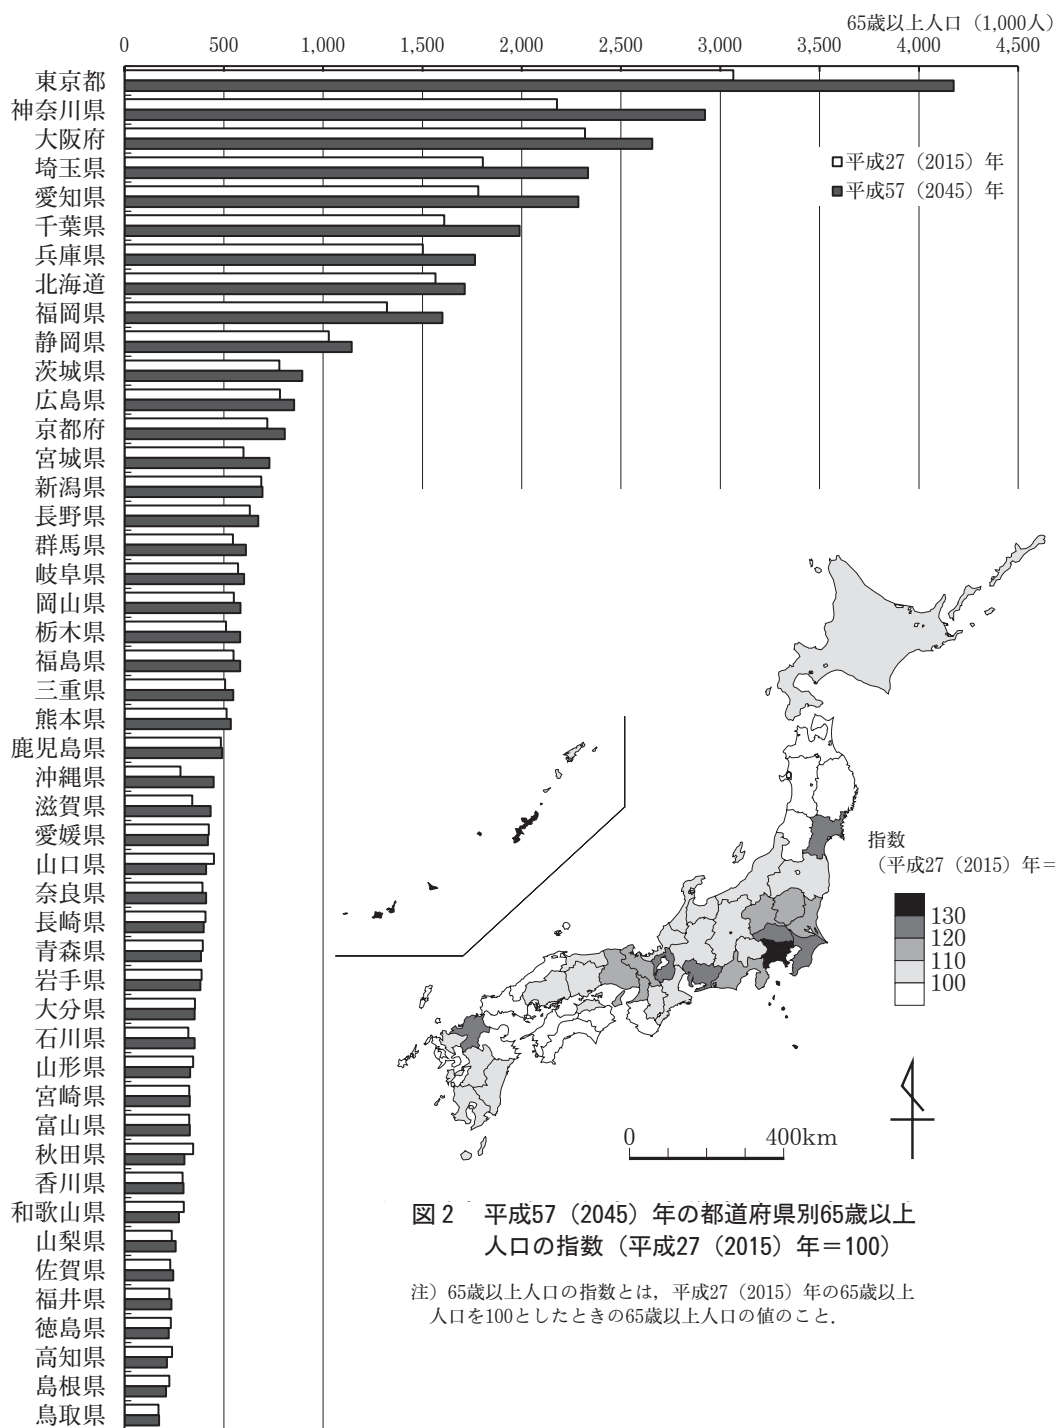 65歳以上人口（1,000人）
0 500 1,000 1,500 2,000 2,500 3,000 3,500 4,000 4,500
東京都
神奈川県
大阪府
埼玉県
愛知県
千葉県
兵庫県
北海道
福岡県
静岡県
茨城県
広島県
京都府
宮城県
新潟県
長野県
群馬県
岐阜県
岡山県
栃木県
福島県
三重県
熊本県
鹿児島県
沖縄県
滋賀県
愛媛県
山口県
奈良県
長崎県
青森県
岩手県
大分県
石川県
山形県
宮崎県
富山県
秋田県
香川県
和歌山県
山梨県
佐賀県
福井県
徳島県
高知県
島根県
鳥取県
平成27（2015）年
平成57（2045）年
指数
（平成27（2015）年＝
130
120
110
100
0 400km
図２ 平成57（2045）年の都道府県別65歳以上
人口の指数（平成27（2015）年＝100）
注）65歳以上人口の指数とは，平成27（2015）年の65歳以上
人口を100としたときの65歳以上人口の値のこと．